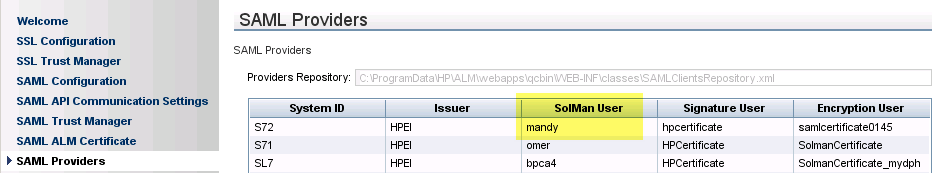 Welcome
SSL Configuration
SSL Trust Manager
SAML Configuration
SAML API Communication Settings
SAML Trust Manager
SAML ALM Certificate
SAML Providers
SAML Providers
SAML Providers
Providers Repository: C:\ProgramData\HP\ALM\webapps\qcbin\WEB-INF\classes\SAMLClientsRepository.xml
System ID Issuer SolMan User Signature User Encryption User
S72 HPEI mandy hpcertificate samlcertificate0145
S71 HPEI omer HPCertificate SolmanCertificate
SL7 HPEI bpca4 HPCertificate SolmanCertificate_mydph